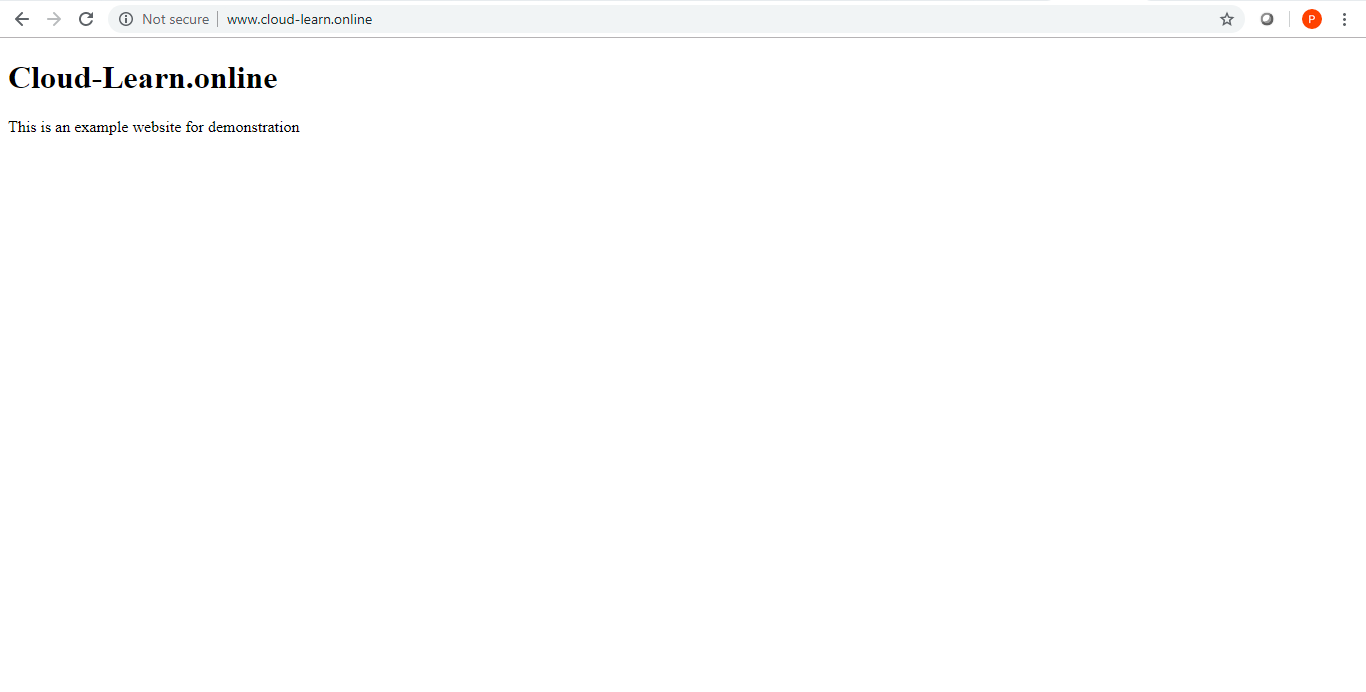 Not secure www.cloud-learn.online
P
Cloud-Learn.online
This is an example website for demonstration